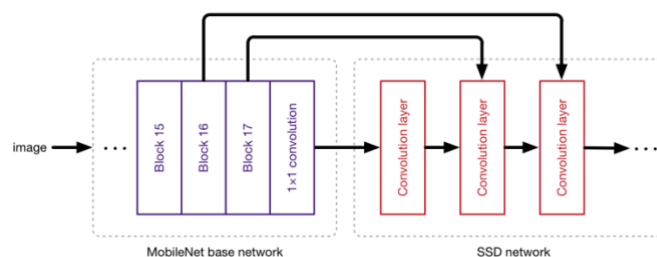 image
...
Block 15
Block 16
Block 17
1×1 convolution
Convolution layer
Convolution layer
Convolution layer
...
MobileNet base network
SSD network